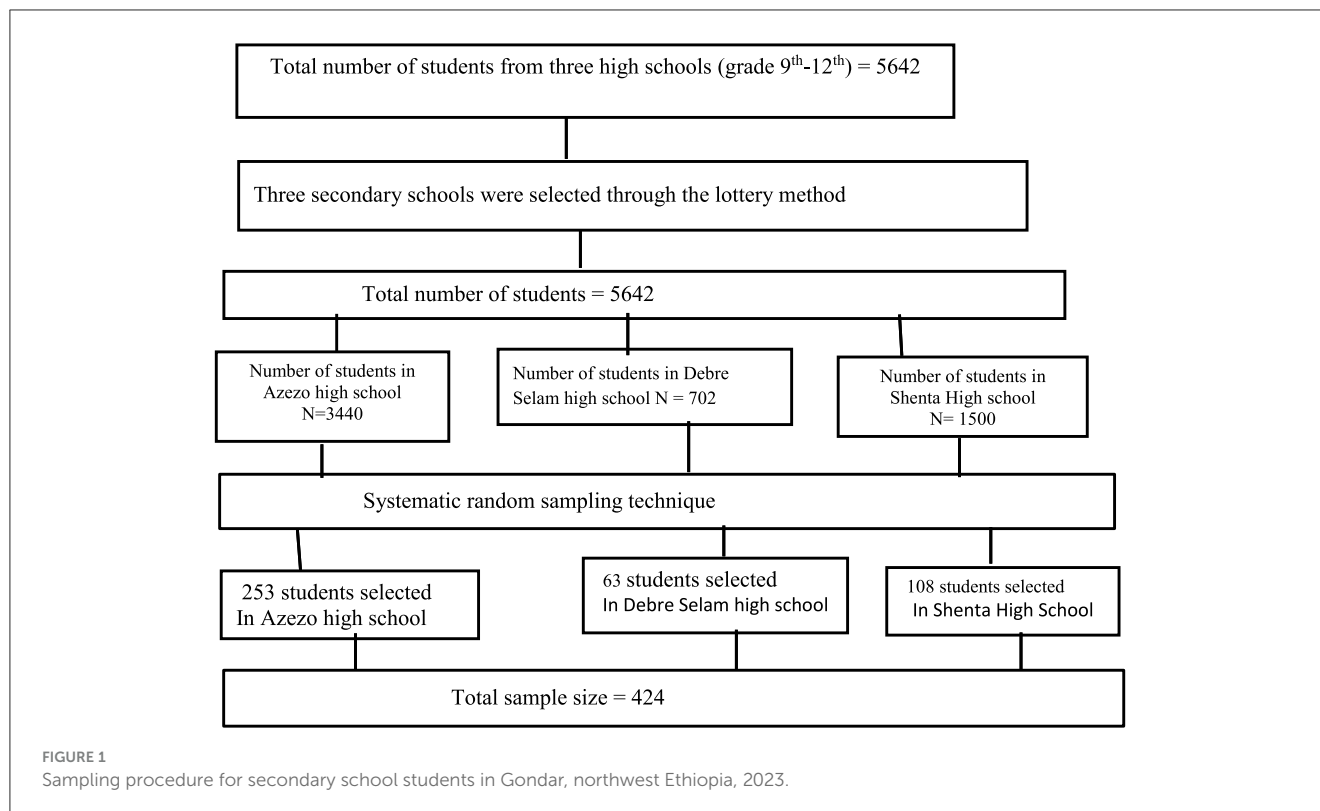 Total number of students from three high schools (grade 9th-12th) = 5642
Three secondary schools were selected through the lottery method
Total number of students = 5642
Number of students in
Azezo high school
N=3440
Number of students in Debre
Selam high school N = 702
Number of students in
Shenta High school
N= 1500
Systematic random sampling technique
253 students selected
In Azezo high school
63 students selected
In Debre Selam high school
108 students selected
In Shenta High School
Total sample size = 424
FIGURE 1
Sampling procedure for secondary school students in Gondar, northwest Ethiopia, 2023.